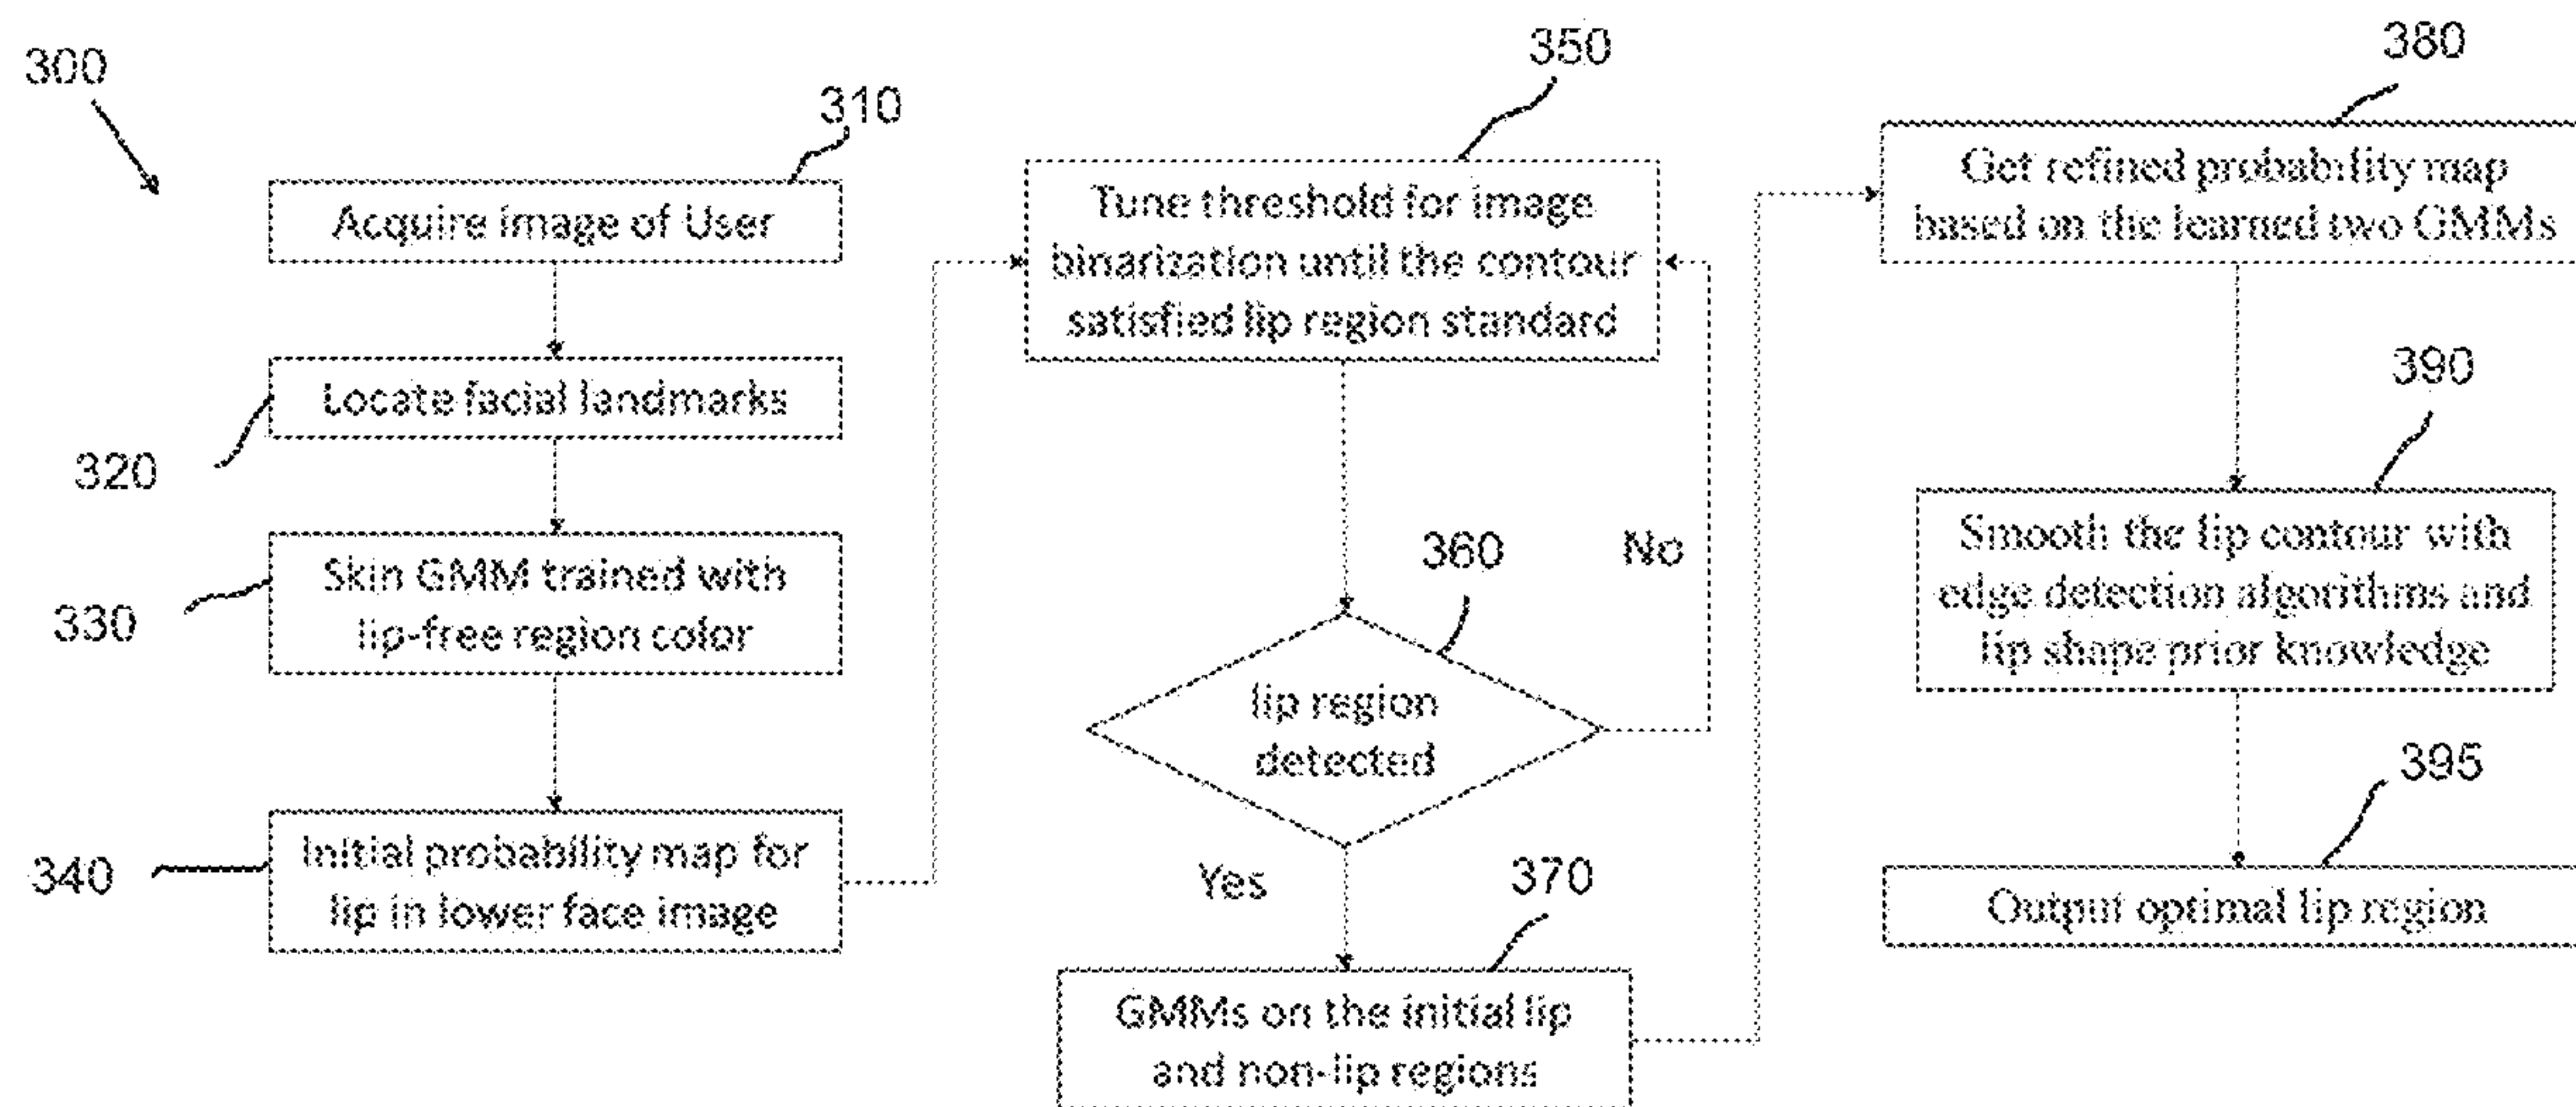 300
310
Acquire image of User
Locate facial landmarks
320
Skin GMM trained with
lip-free region color
330
Initial probability map for
lip in lower face image
340
350
Tune threshold for image
binarization until the contour
satisfied lip region standard
360
No
lip region
detected
Yes
370
GMMs on the initial lip
and non-lip regions
380
Get refined probability map
based on the learned two GMMs
390
Smooth the lip contour with
edge detection algorithms and
lip shape prior knowledge
395
Output optimal lip region